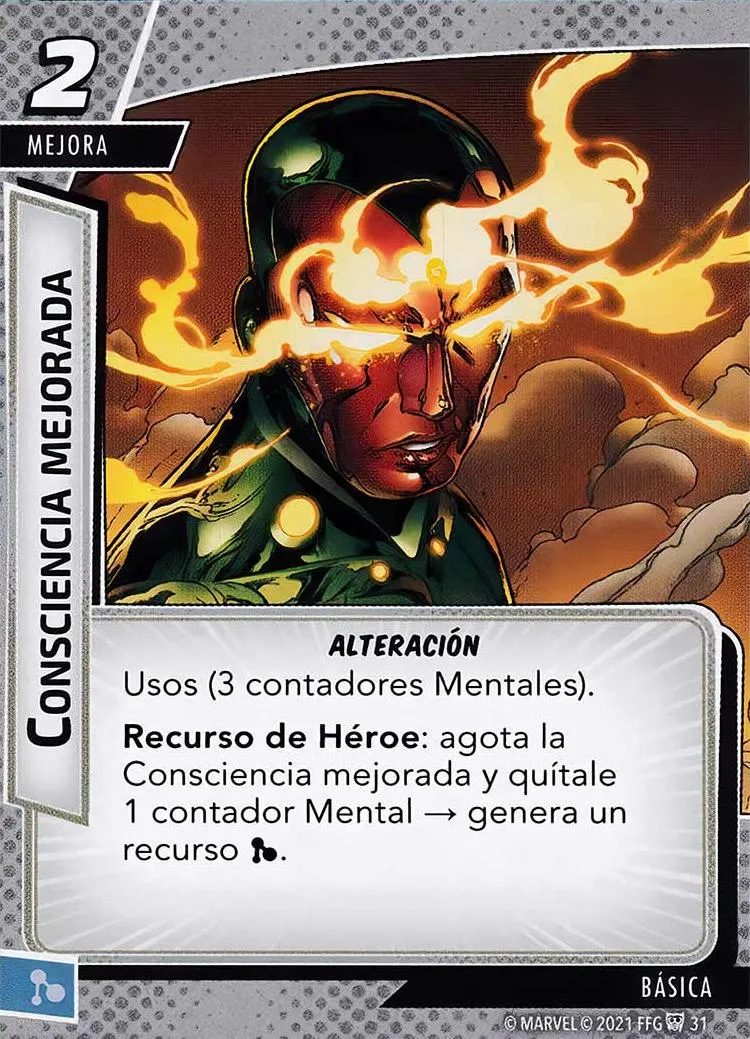 2
MEJORA
CONSCIENCIA MEJORADA
ALTERACIÓN
Usos (3 contadores Mentales).
Recurso de Héroe: agota la
Consciencia mejorada y quítale
1 contador Mental → genera un
recurso .
BÁSICA
© MARVEL © 2021 FFG 31